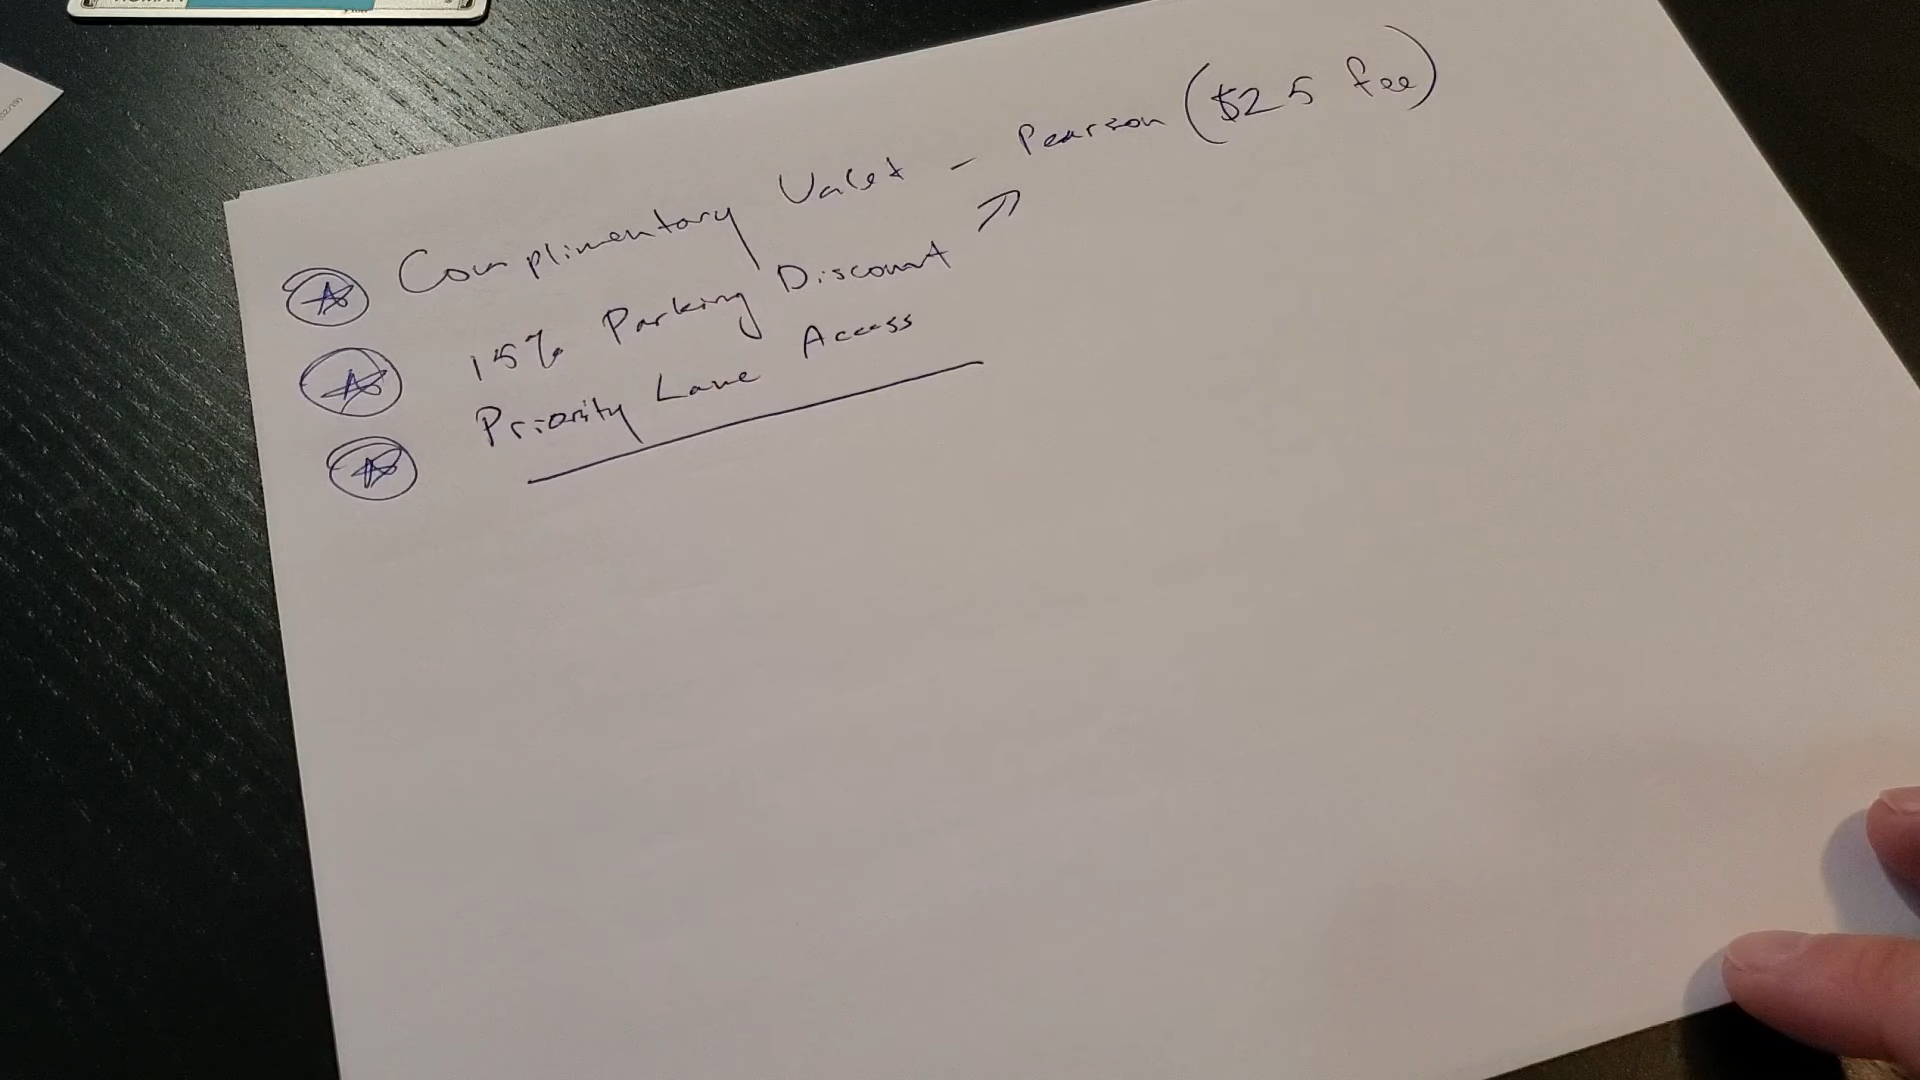 Complimentary Valet - Pearson ($25 fee)
15% Parking Discount ↗
Priority Lane Access